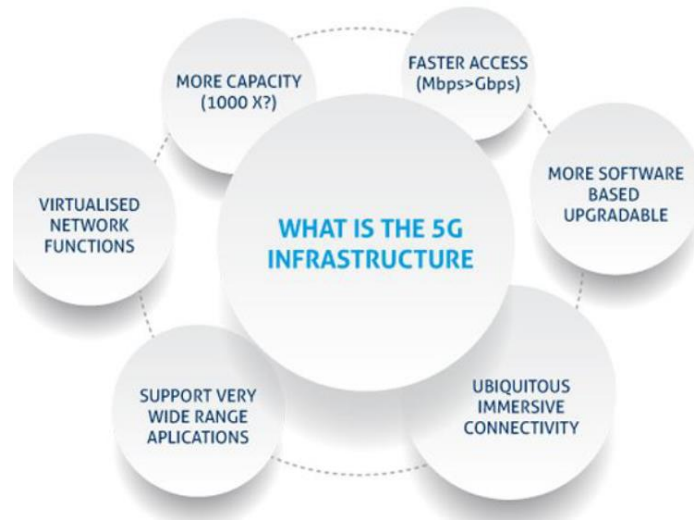 MORE CAPACITY
(1000 X?)
FASTER ACCESS
(Mbps>Gbps)
VIRTUALISED
NETWORK
FUNCTIONS
WHAT IS THE 5G
INFRASTRUCTURE
MORE SOFTWARE
BASED
UPGRADABLE
SUPPORT VERY
WIDE RANGE
APLICATIONS
UBIQUITOUS
IMMERSIVE
CONNECTIVITY